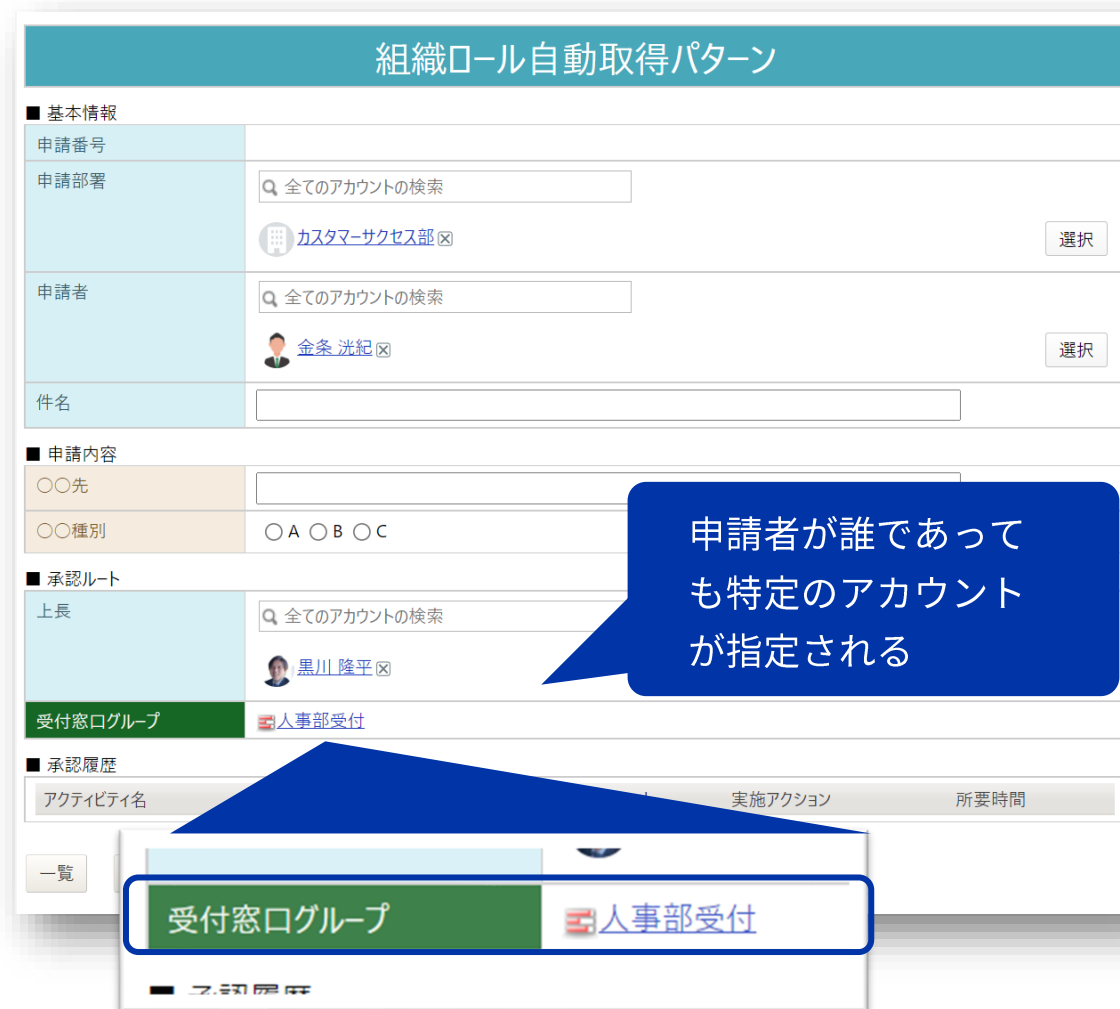 組織ロール自動取得パターン
■ 基本情報
申請番号
申請部署
全てのアカウントの検索
カスタマーサクセス部
選択
申請者
全てのアカウントの検索
金条 洸紀
選択
件名
■ 申請内容
○○先
○○種別
A B C
申請者が誰であって
も特定のアカウント
が指定される
■ 承認ルート
上長
全てのアカウントの検索
黒川 隆平
受付窓口グループ
人事部受付
■ 承認履歴
アクティビティ名 実施アクション 所要時間
一覧
受付窓口グループ
人事部受付